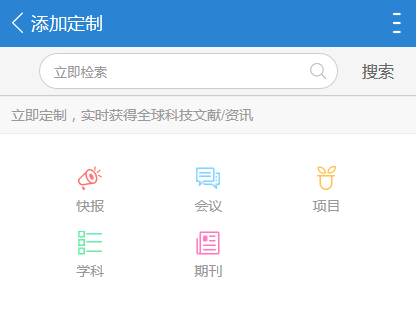 添加定制
立即检索 搜索
立即定制，实时获得全球科技文献/资讯
快报 会议 项目
学科 期刊